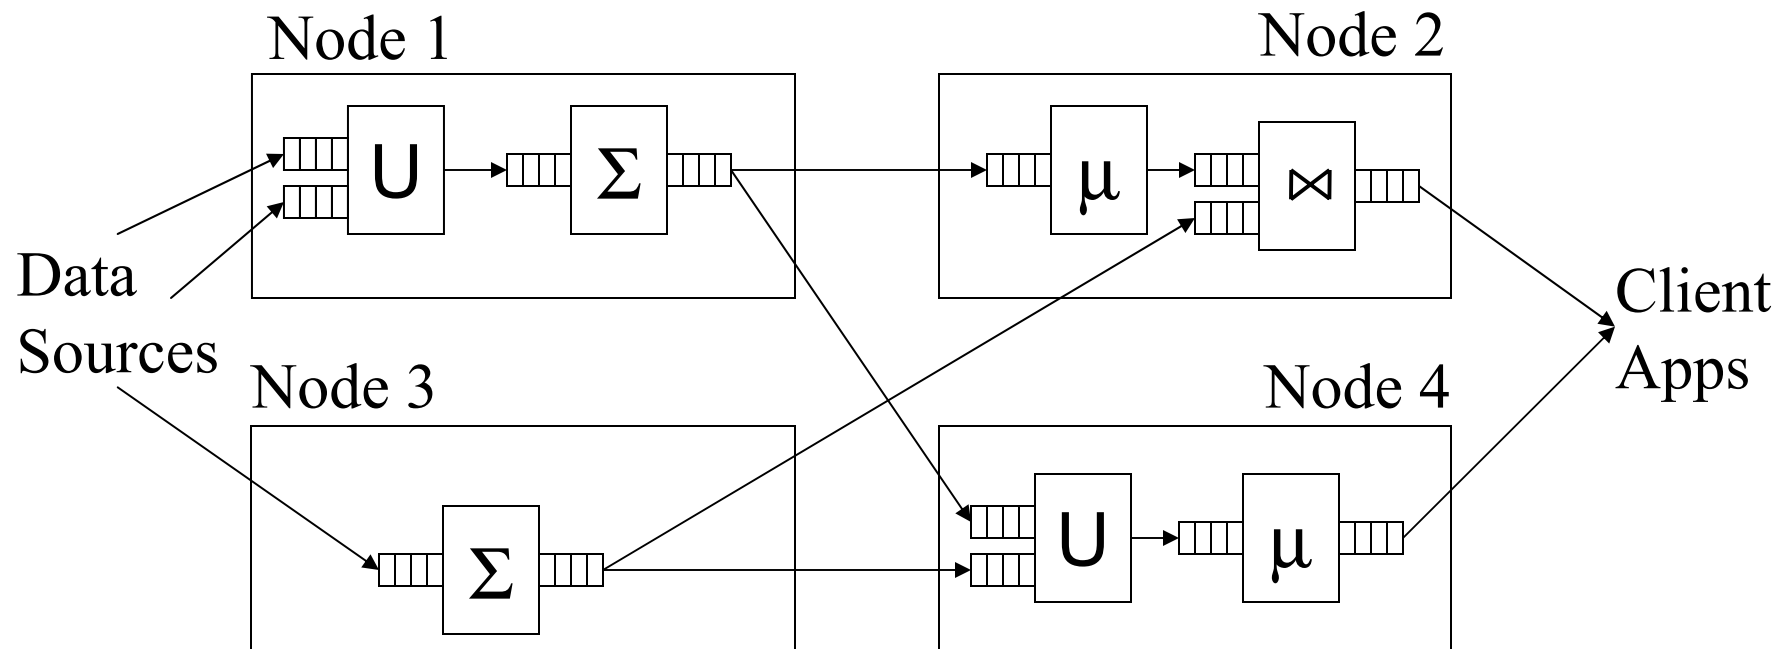 Node 1
Node 2
U
Σ
μ
⋈
Data
Sources
Client
Apps
Node 3
Node 4
Σ
U
μ